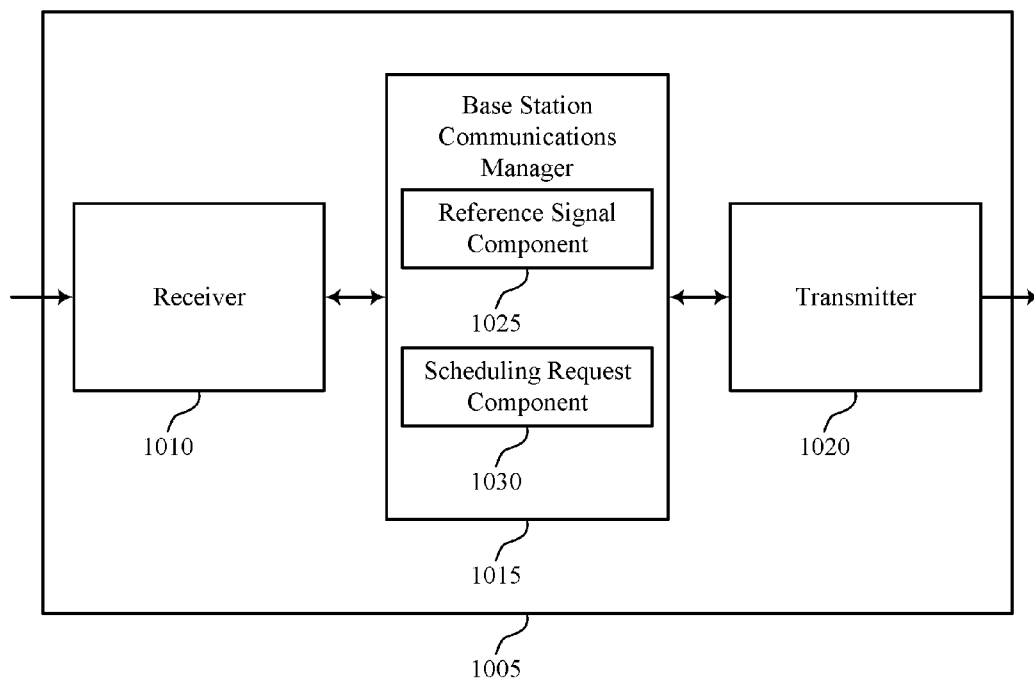 Base Station
Communications
Manager
Reference Signal
Component
1025
Receiver
1010
Scheduling Request
Component
1030
1015
Transmitter
1020
1005